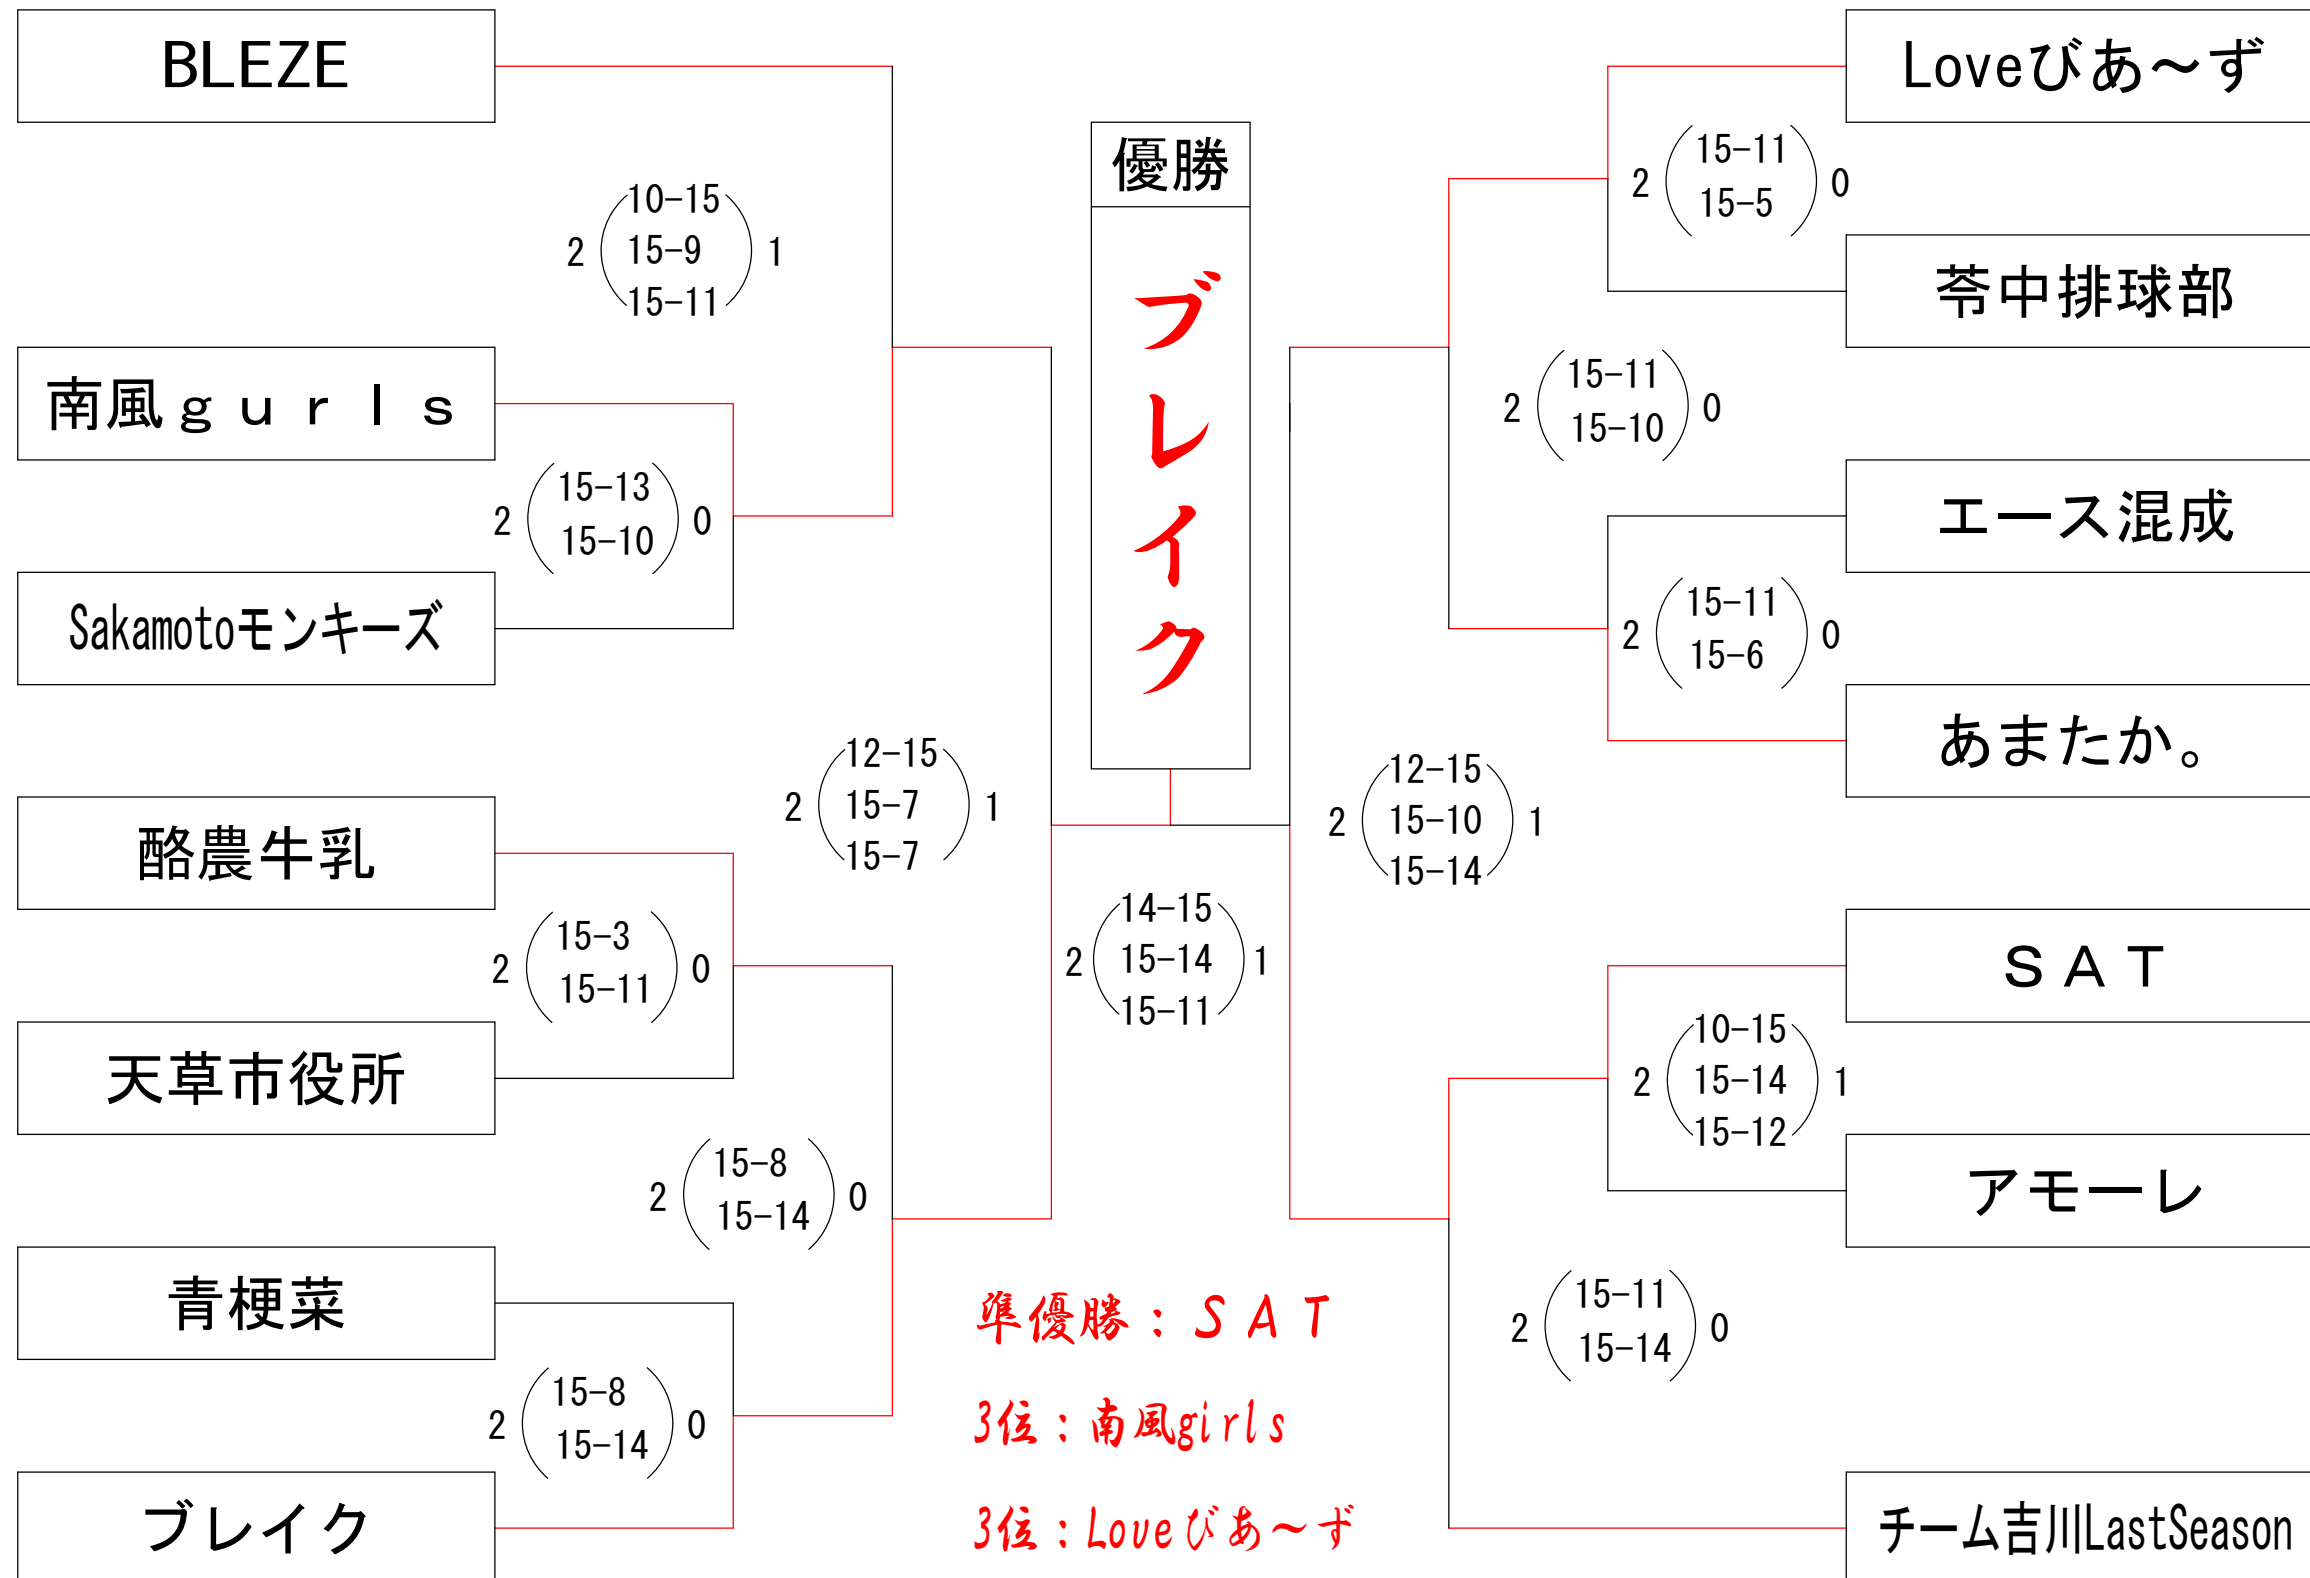 BLEZE
2 (10-15 15-9 15-11) 1
南風gurls
2 (15-13 15-10) 0
Sakamotoモンキーズ
酪農牛乳
2 (15-3 15-11) 0
天草市役所
2 (15-8 15-14) 0
青梗菜
2 (15-8 15-14) 0
ブレイク
2 (12-15 15-7 15-7) 1
優勝
ブレイク
2 (14-15 15-14 15-11) 1
準優勝：SAT
3位：南風girls
3位：Loveびあ～ず
2 (12-15 15-10 15-14) 1
Loveびあ～ず
2 (15-11 15-5) 0
苓中排球部
2 (15-11 15-10) 0
エース混成
2 (15-11 15-6) 0
あまたか。
SAT
2 (10-15 15-14 15-12) 1
アモーレ
2 (15-11 15-14) 0
チーム吉川LastSeason